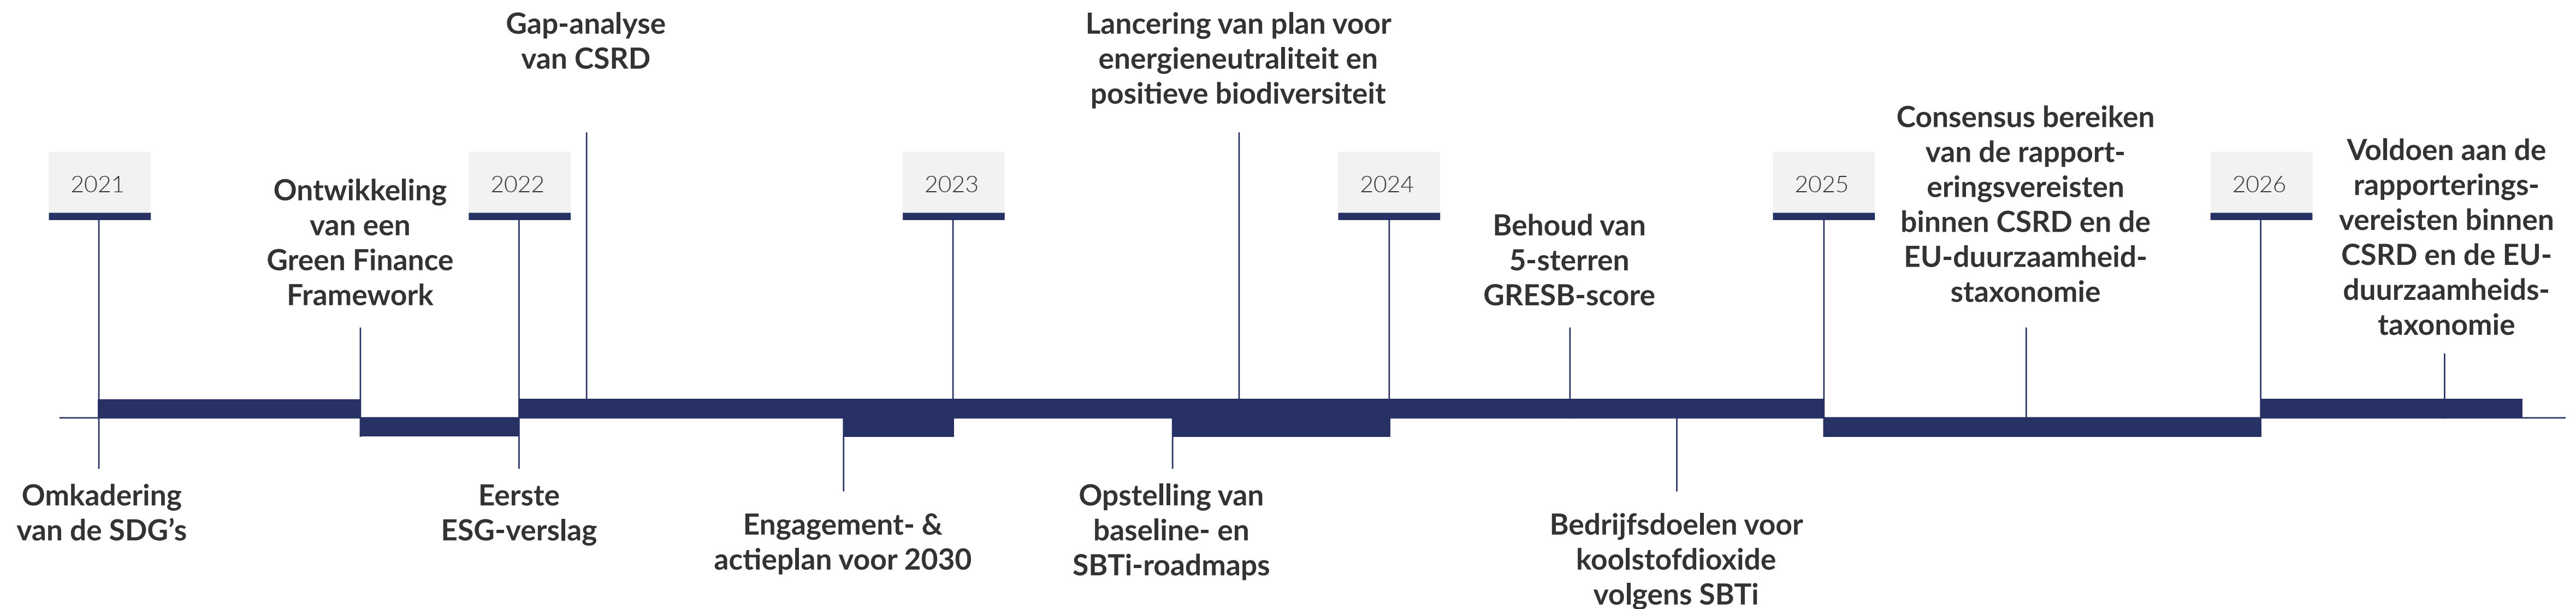 2021
Omkadering
van de SDG’s
Ontwikkeling
van een
Green Finance
Framework
2022
Eerste
ESG-verslag
Gap-analyse
van CSRD
Engagement- &
actieplan voor 2030
2023
Opstelling van
baseline- en
SBTi-roadmaps
Lancering van plan voor
energieneutraliteit en
positieve biodiversiteit
2024
Behoud van
5-sterren
GRESB-score
Bedrijfsdoelen voor
koolstofdioxide
volgens SBTi
2025
Consensus bereiken
van de rapport-
eringsvereisten
binnen CSRD en de
EU-duurzaamheid-
staxonomie
2026
Voldoen aan de
rapporterings-
vereisten binnen
CSRD en de EU-
duurzaamheids-
taxonomie